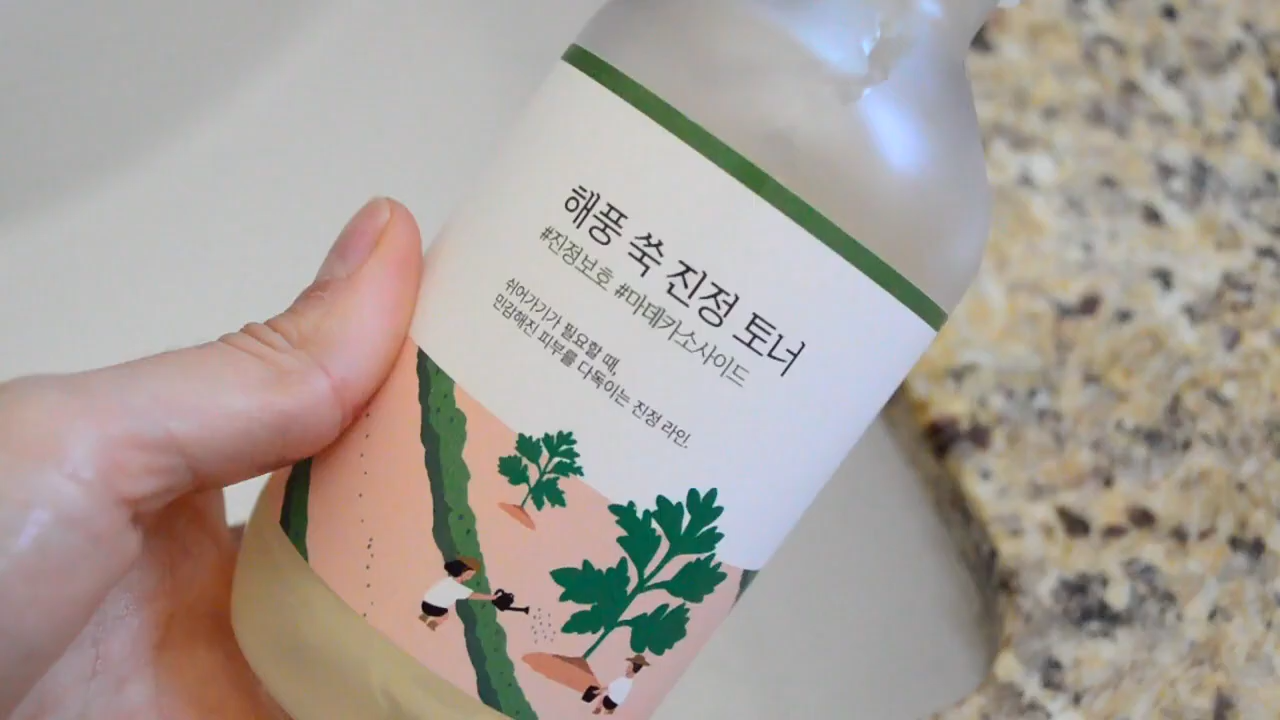 해풍 쑥 진정 토너
#진정보호 #마데카소사이드
쉬어가기가 필요할 때,
민감해진 피부를 다독이는 진정 라인.